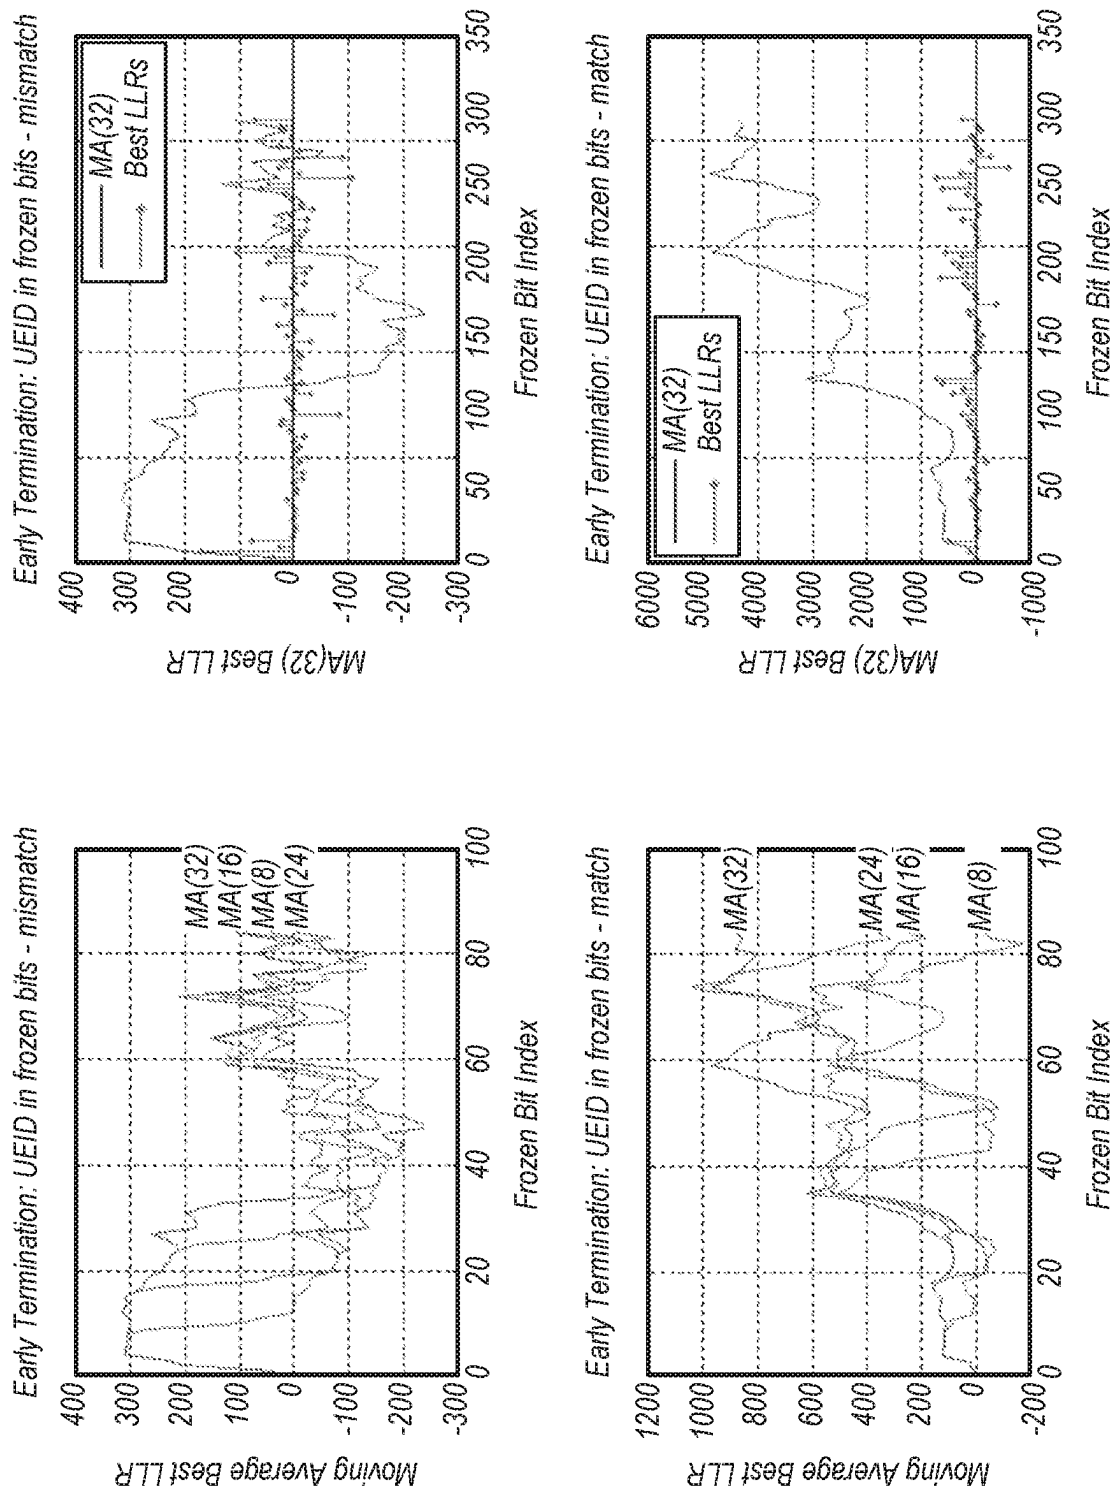 Early Termination: UEID in frozen bits - mismatch
Moving Average Best LLR
400
300
200
100
0
-100
-200
-300
MA(32)
MA(16)
MA(8)
MA(24)
0
20
40
60
80
100
Frozen Bit Index
Early Termination: UEID in frozen bits - mismatch
MA(32) Best LLR
400
300
200
100
0
-100
-200
-300
MA(32)
Best LLRs
0
50
100
150
200
250
300
350
Frozen Bit Index
Early Termination: UEID in frozen bits - match
Moving Average Best LLR
1200
1000
800
600
400
200
0
-200
MA(32)
MA(24)
MA(16)
MA(8)
0
20
40
60
80
100
Frozen Bit Index
Early Termination: UEID in frozen bits - match
MA(32) Best LLR
6000
5000
4000
3000
2000
1000
0
-1000
MA(32)
Best LLRs
0
50
100
150
200
250
300
350
Frozen Bit Index